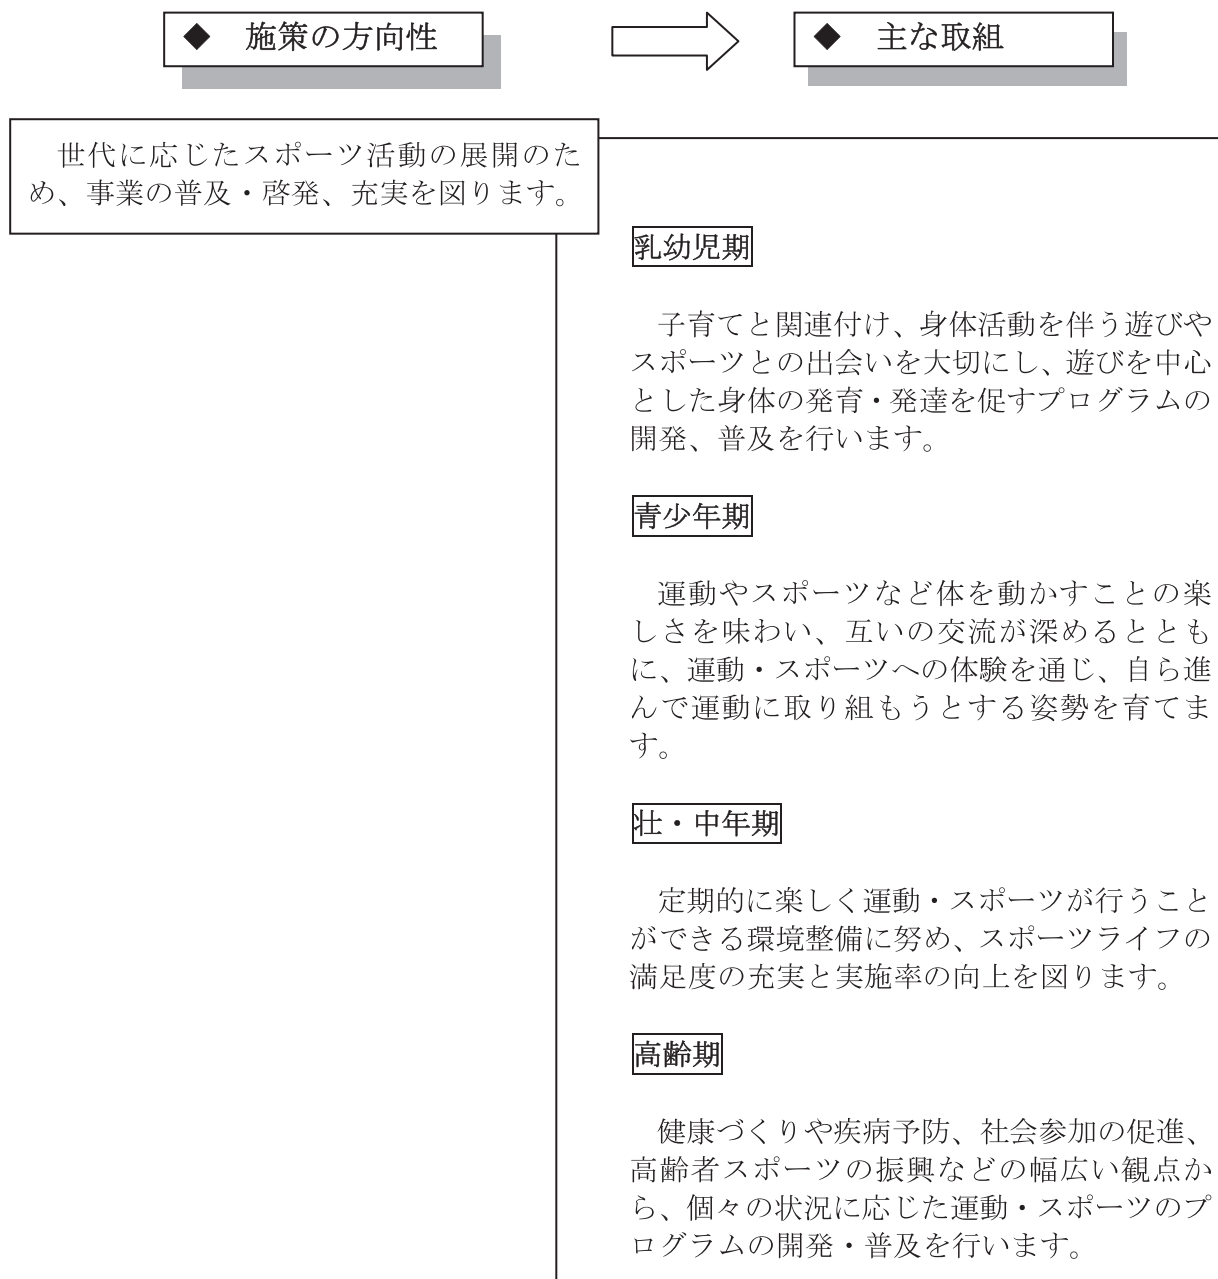 ◆ 施策の方向性
◆ 主な取組
世代に応じたスポーツ活動の展開のた
め、事業の普及・啓発、充実を図ります。
乳幼児期
子育てと関連付け、身体活動を伴う遊びや
スポーツとの出会いを大切にし、遊びを中心
とした身体の発育・発達を促すプログラムの
開発、普及を行います。
青少年期
運動やスポーツなど体を動かすことの楽
しさを味わい、互いの交流が深めるととも
に、運動・スポーツへの体験を通じ、自ら進
んで運動に取り組もうとする姿勢を育てま
す。
壮・中年期
定期的に楽しく運動・スポーツが行うこと
ができる環境整備に努め、スポーツライフの
満足度の充実と実施率の向上を図ります。
高齢期
健康づくりや疾病予防、社会参加の促進、
高齢者スポーツの振興などの幅広い観点か
ら、個々の状況に応じた運動・スポーツのプ
ログラムの開発・普及を行います。